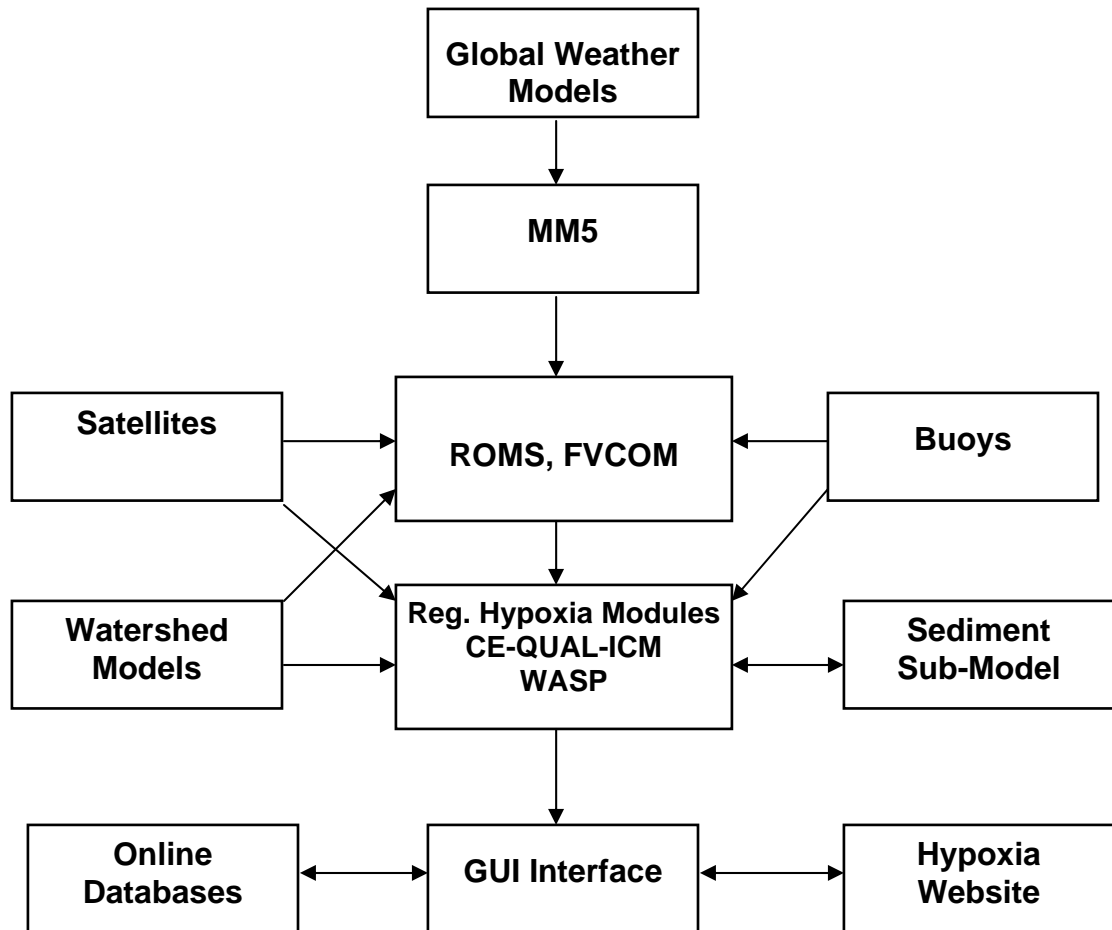 Global Weather
Models
MM5
Satellites
ROMS, FVCOM
Buoys
Watershed
Models
Reg. Hypoxia Modules
CE-QUAL-ICM
WASP
Sediment
Sub-Model
Online
Databases
GUI Interface
Hypoxia
Website